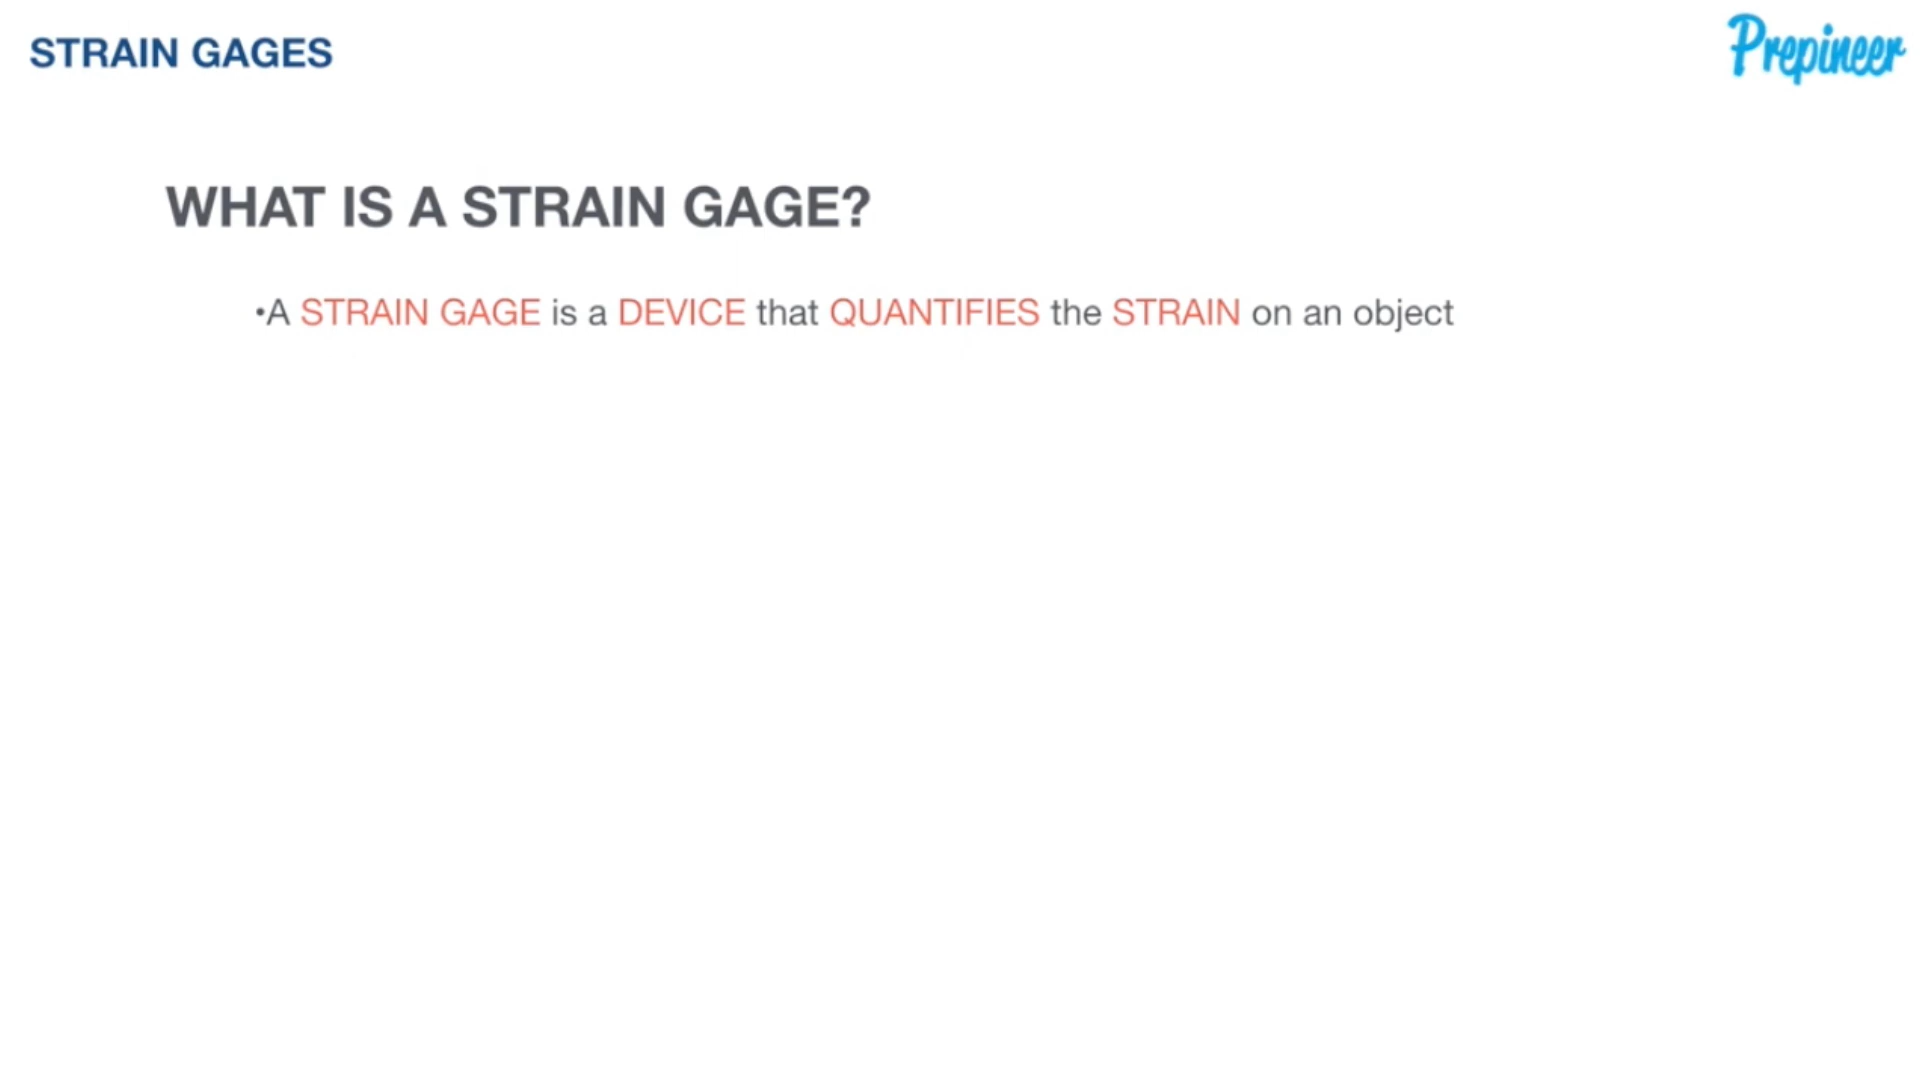 STRAIN GAGES
Prepineer
WHAT IS A STRAIN GAGE?
•A STRAIN GAGE is a DEVICE that QUANTIFIES the STRAIN on an object